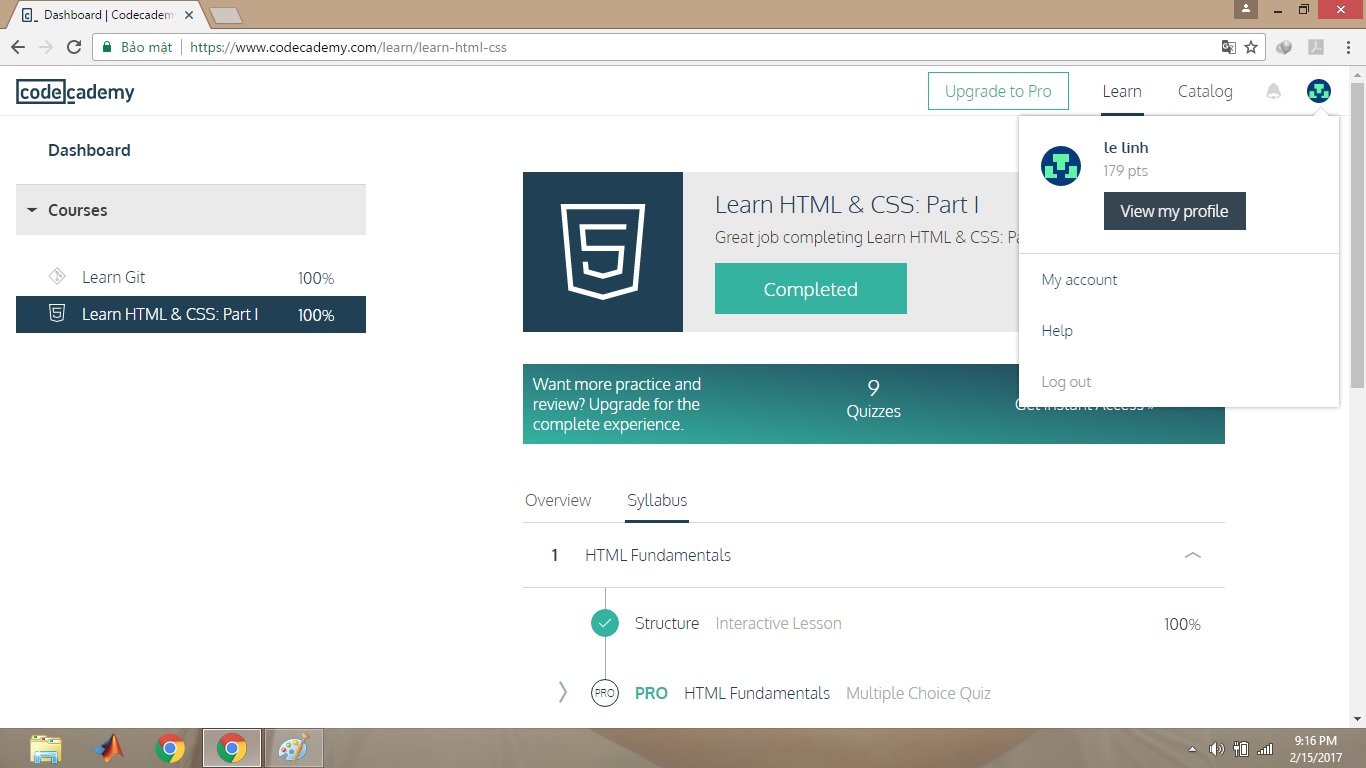 Dashboard | Codecadem
Bảo mật
https://www.codecademy.com/learn/learn-html-css
codecademy
Upgrade to Pro
Learn
Catalog
le linh
179 pts
View my profile
My account
Help
Log out
Dashboard
Courses
Learn Git 100%
Learn HTML & CSS: Part I 100%
Learn HTML & CSS: Part I
Great job completing Learn HTML & CSS:
Completed
Want more practice and
review? Upgrade for the
complete experience.
9
Quizzes
Get Instant Access »
Overview
Syllabus
1 HTML Fundamentals
Structure Interactive Lesson 100%
PRO PRO HTML Fundamentals Multiple Choice Quiz
9:16 PM
2/15/2017